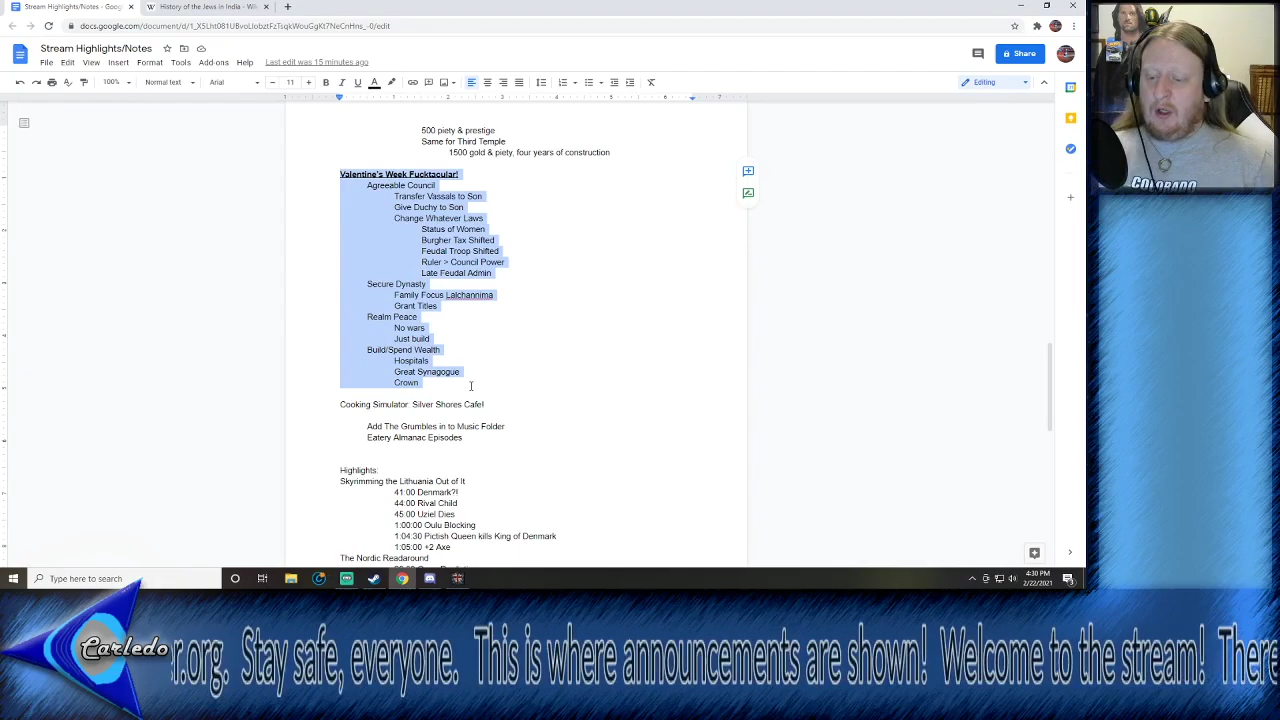 Stream Highlights/Notes - Goog
History of the Jews in India - Wik
docs.google.com/document/d/1_X5Lht081UBvoLIobztFzTsqkWouGgKt7NeCnHns_-0/edit
Stream Highlights/Notes
File Edit View Insert Format Tools Add-ons Help Last edit was 15 minutes ago
Share
100% Normal text Arial 11 B I U A Editing
500 piety & prestige
Same for Third Temple
1500 gold & piety, four years of construction
Valentine's Week Fucktacular!
Agreeable Council
Transfer Vassals to Son
Give Duchy to Son
Change Whatever Laws
Status of Women
Burgher Tax Shifted
Feudal Troop Shifted
Ruler > Council Power
Late Feudal Admin
Secure Dynasty
Family Focus Lalchannima
Grant Titles
Realm Peace
No wars
Just build
Build/Spend Wealth
Hospitals
Great Synagogue
Crown
Cooking Simulator: Silver Shores Cafe!
Add The Grumbles in to Music Folder
Eatery Almanac Episodes
Highlights:
Skyrimming the Lithuania Out of It
41:00 Denmark?!
44:00 Rival Child
45:00 Uziel Dies
1:00:00 Oulu Blocking
1:04:30 Pictish Queen kills King of Denmark
1:05:00 +2 Axe
The Nordic Readaround
COLORADO
Type here to search
4:30 PM
2/22/2021
Carledo
er.org. Stay safe, everyone. This is where announcements are shown! Welcome to the stream! There